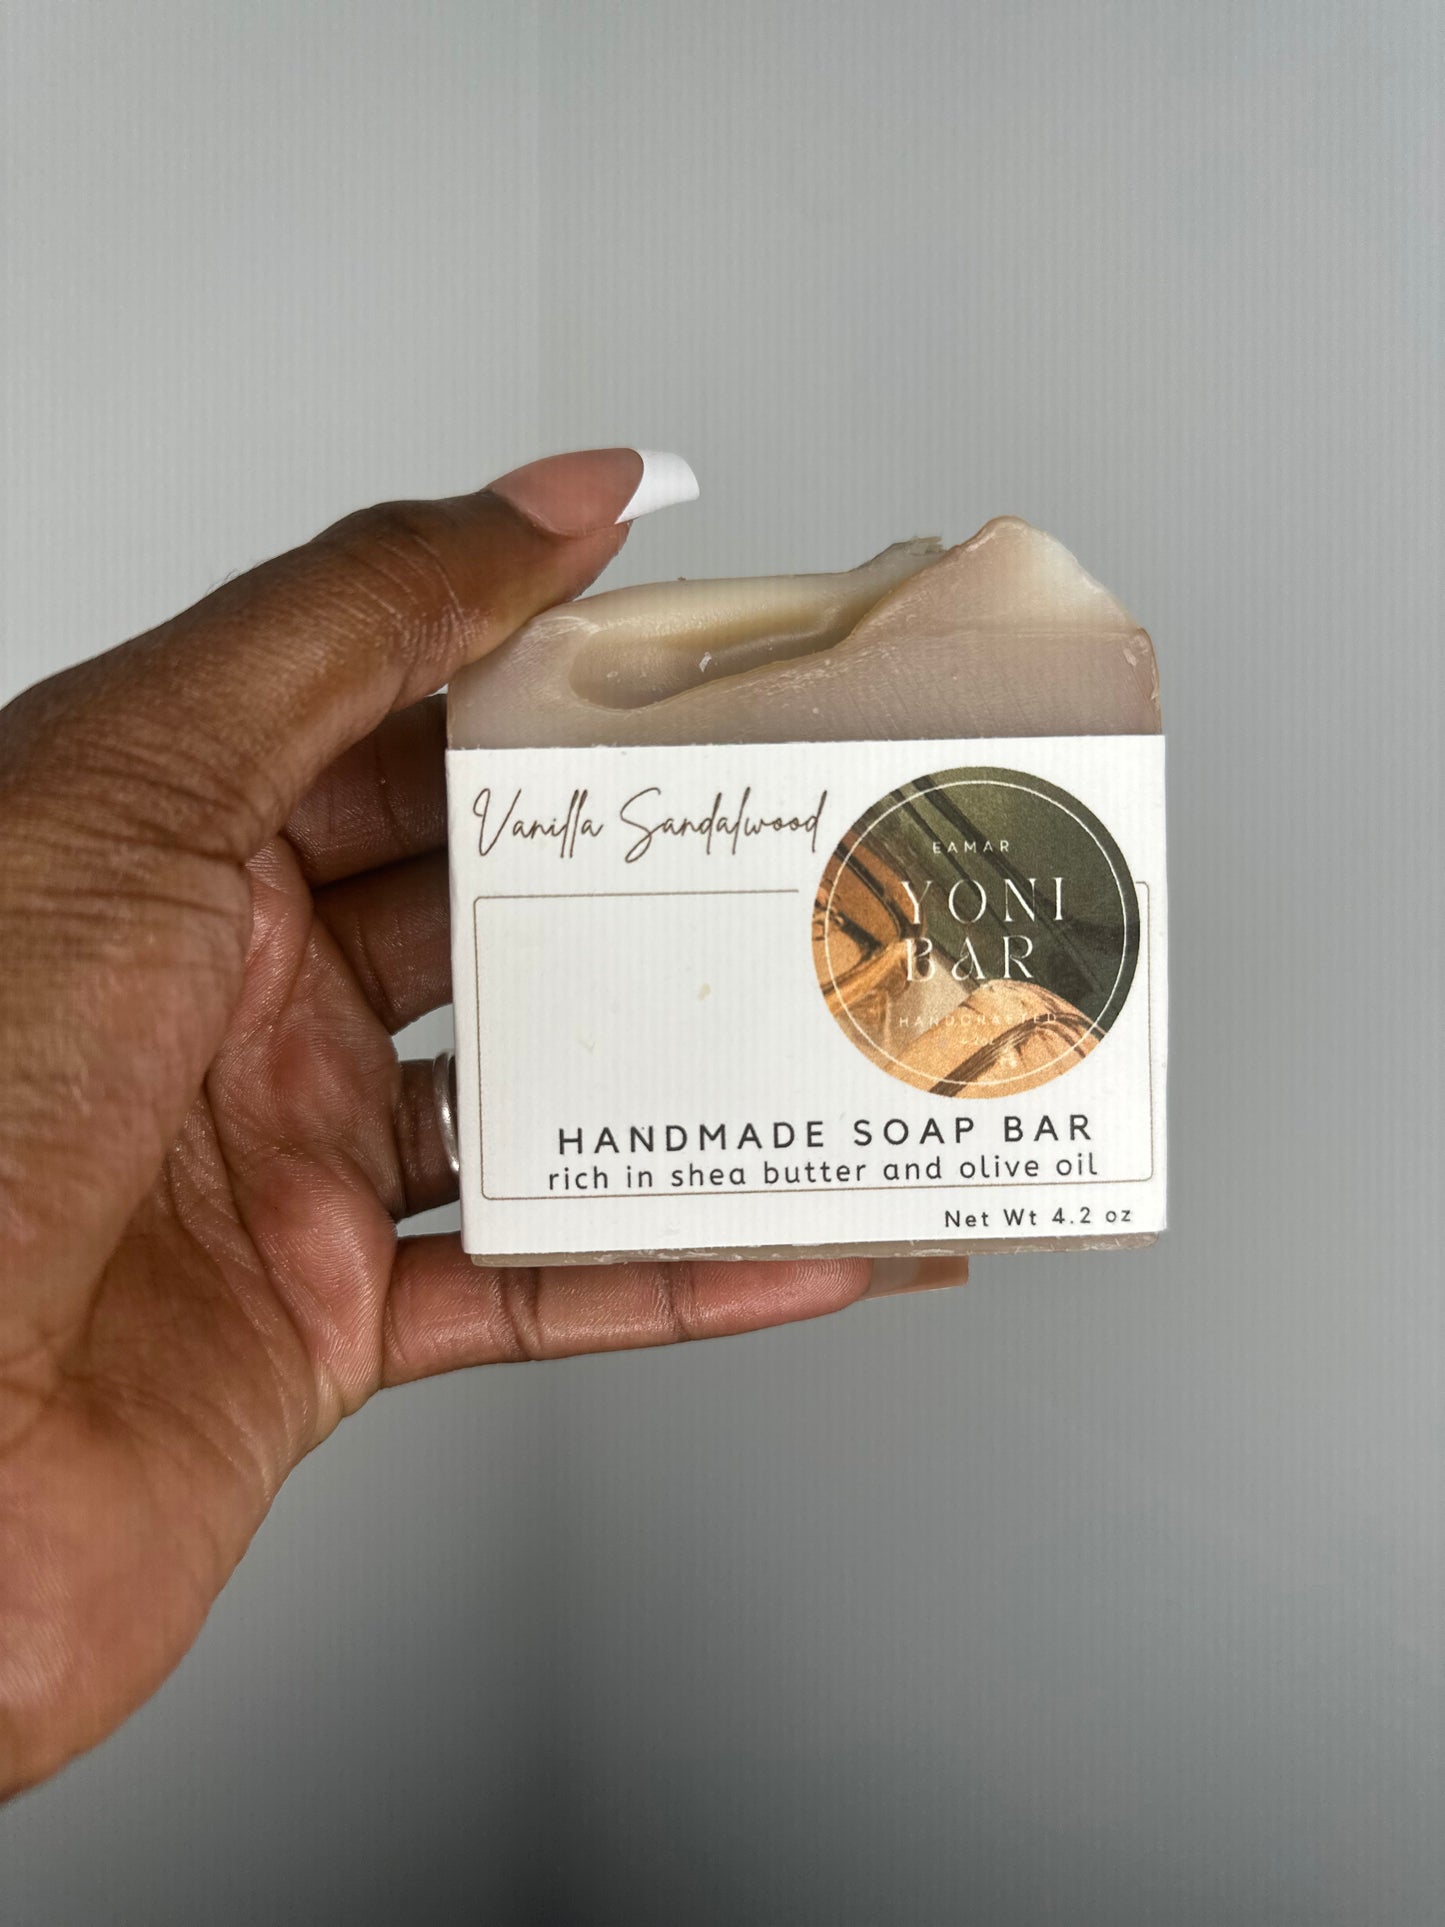 Vanilla Sandalwood
EAMAR
YONI
BAR
HANDCRAFTED
HANDMADE SOAP BAR
rich in shea butter and olive oil
Net Wt 4.2 oz